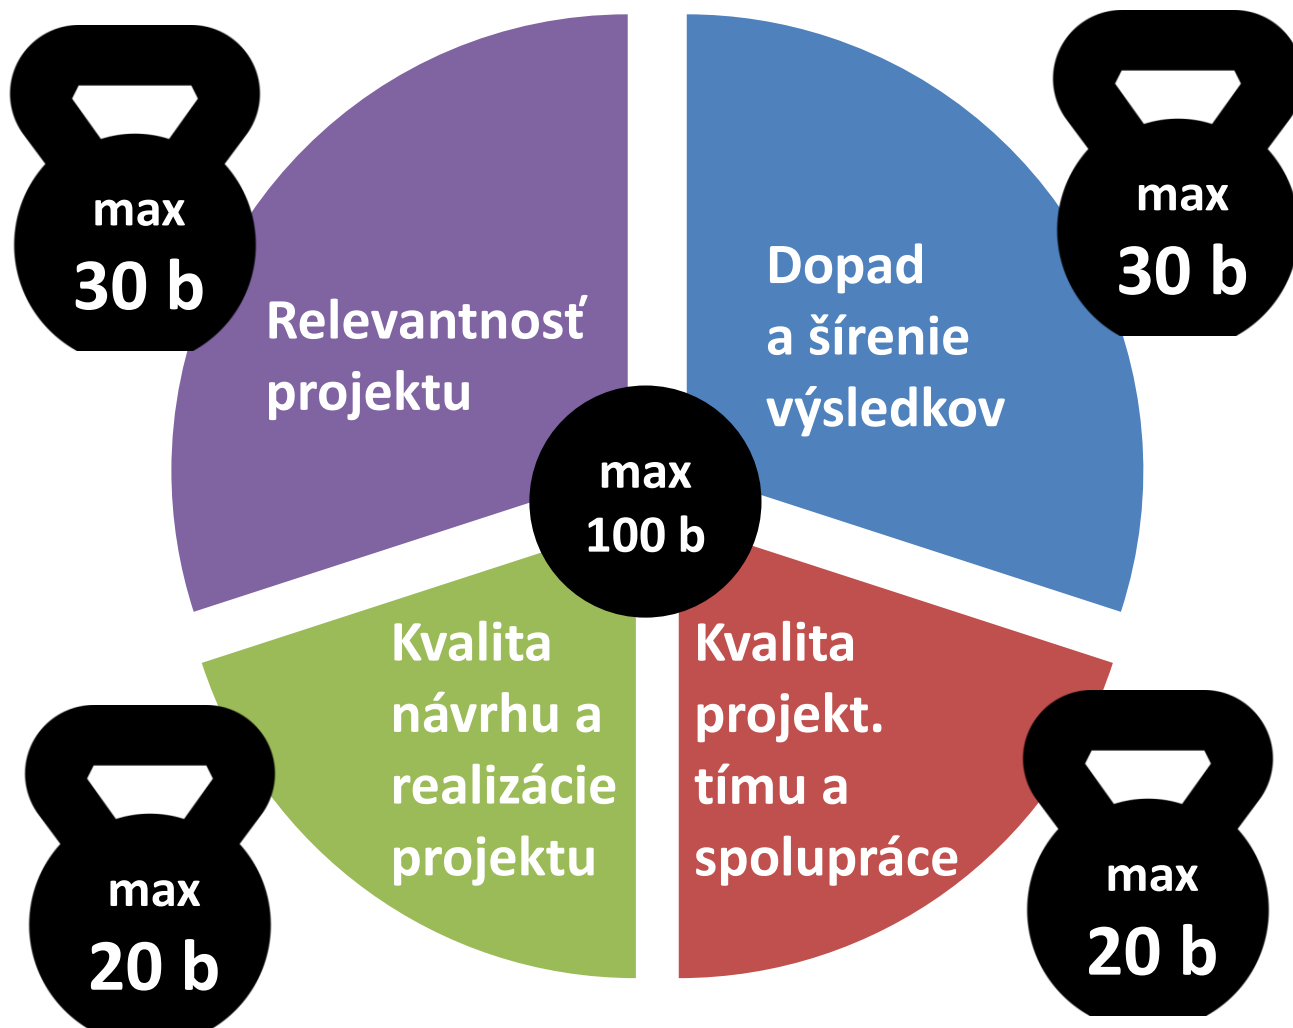 max
30 b
Relevantnosť
projektu
Dopad
a šírenie
výsledkov
max
30 b
max
100 b
Kvalita
návrhu a
realizácie
projektu
max
20 b
Kvalita
projekt.
tímu a
spolupráce
max
20 b